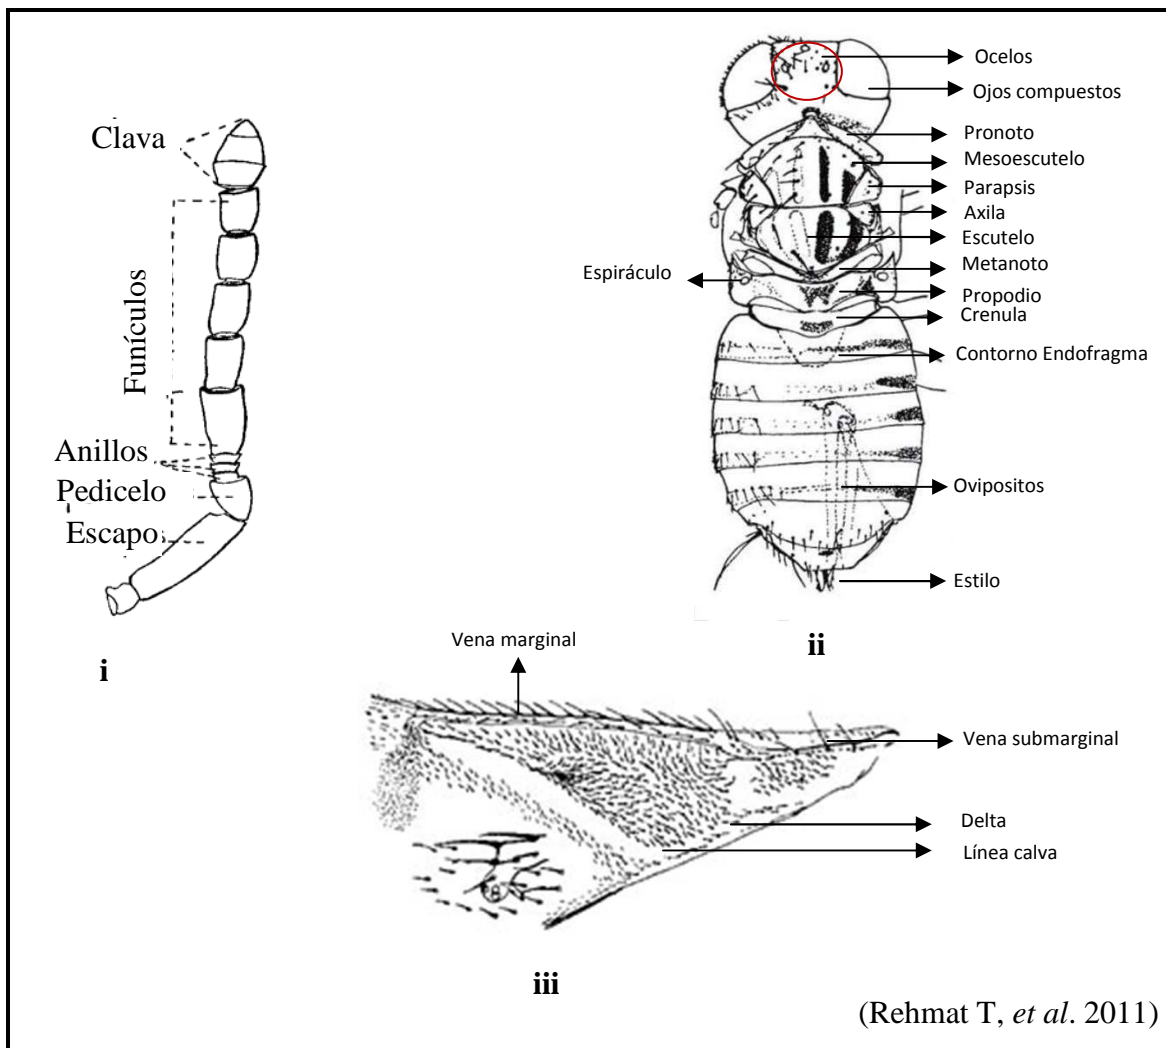 Clava
Funículos
Anillos
Pedicelo
Escapo
i
Ocelos
Ojos compuestos
Pronoto
Mesoescutelo
Parapsis
Axila
Escutelo
Metanoto
Espiráculo
Propodio
Crenula
Contorno Endofragma
Ovipositos
Estilo
ii
Vena marginal
Vena submarginal
Delta
Línea calva
iii
(Rehmat T, et al. 2011)